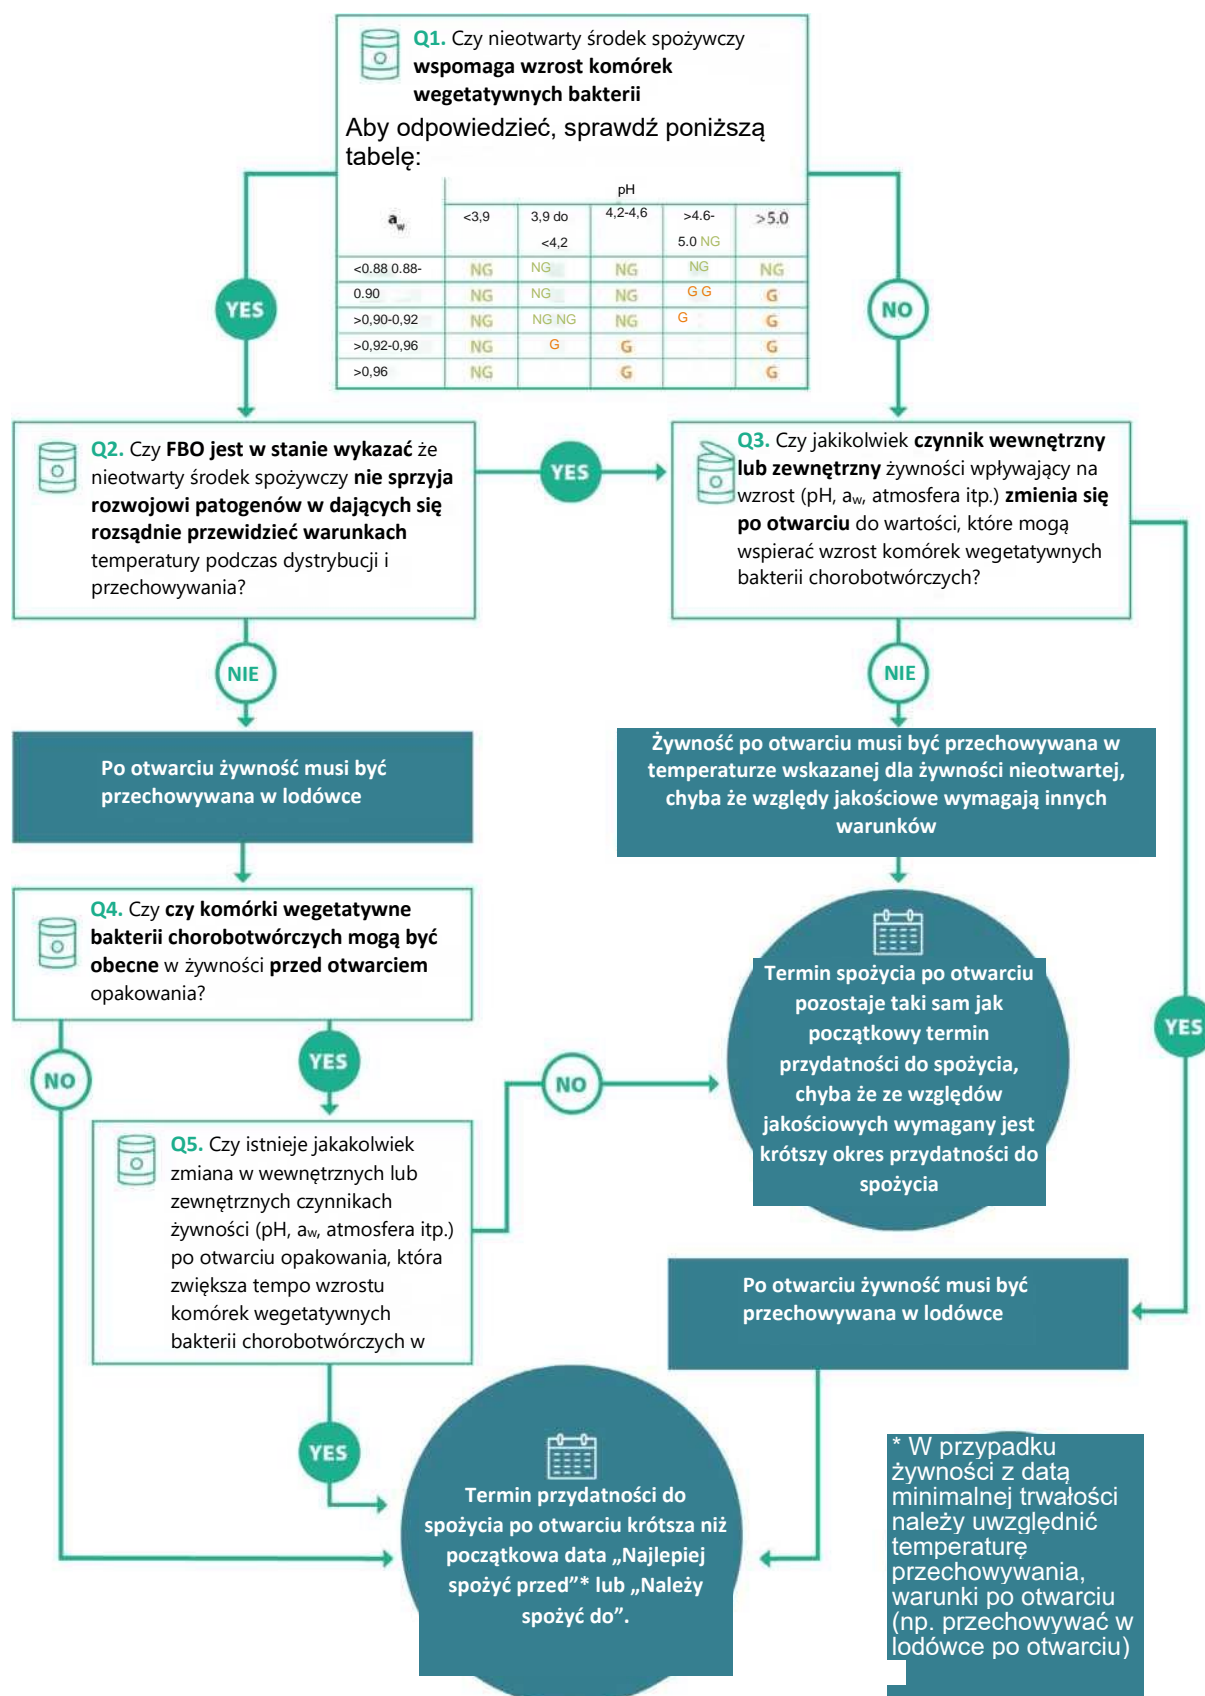 Q1. Czy nieotwarty środek spożywczy
wspomaga wzrost komórek
wegetatywnych bakterii
Aby odpowiedzieć, sprawdź poniższą
tabelę:
pH
aw <3,9 3,9 do 4,2-4,6 >4.6- >5.0
<4,2 5.0 NG
<0.88 0.88- NG NG NG NG NG
0.90 NG NG NG G G G
>0,90-0,92 NG NG NG NG G G
>0,92-0,96 NG G G G
>0,96 NG G G
YES
NO
Q2. Czy FBO jest w stanie wykazać że
nieotwarty środek spożywczy nie sprzyja
rozwojowi patogenów w dających się
rozsądnie przewidzieć warunkach
temperatury podczas dystrybucji i
przechowywania?
YES
Q3. Czy jakikolwiek czynnik wewnętrzny
lub zewnętrzny żywności wpływający na
wzrost (pH, aw, atmosfera itp.) zmienia się
po otwarciu do wartości, które mogą
wspierać wzrost komórek wegetatywnych
bakterii chorobotwórczych?
NIE
NIE
Po otwarciu żywność musi być
przechowywana w lodówce
Żywność po otwarciu musi być przechowywana w
temperaturze wskazanej dla żywności nieotwartej,
chyba że względy jakościowe wymagają innych
warunków
Q4. Czy czy komórki wegetatywne
bakterii chorobotwórczych mogą być
obecne w żywności przed otwarciem
opakowania?
Termin spożycia po otwarciu
pozostaje taki sam jak
początkowy termin
przydatności do spożycia,
chyba że ze względów
jakościowych wymagany jest
krótszy okres przydatności do
spożycia
YES
NO
YES
NO
Q5. Czy istnieje jakakolwiek
zmiana w wewnętrznych lub
zewnętrznych czynnikach
żywności (pH, aw, atmosfera itp.)
po otwarciu opakowania, która
zwiększa tempo wzrostu
komórek wegetatywnych
bakterii chorobotwórczych w
Po otwarciu żywność musi być
przechowywana w lodówce
YES
Termin przydatności do
spożycia po otwarciu krótsza niż
początkowa data „Najlepiej
spożyć przed”* lub „Należy
spożyć do”.
* W przypadku
żywności z datą
minimalnej trwałości
należy uwzględnić
temperaturę
przechowywania,
warunki po otwarciu
(np. przechowywać w
lodówce po otwarciu)